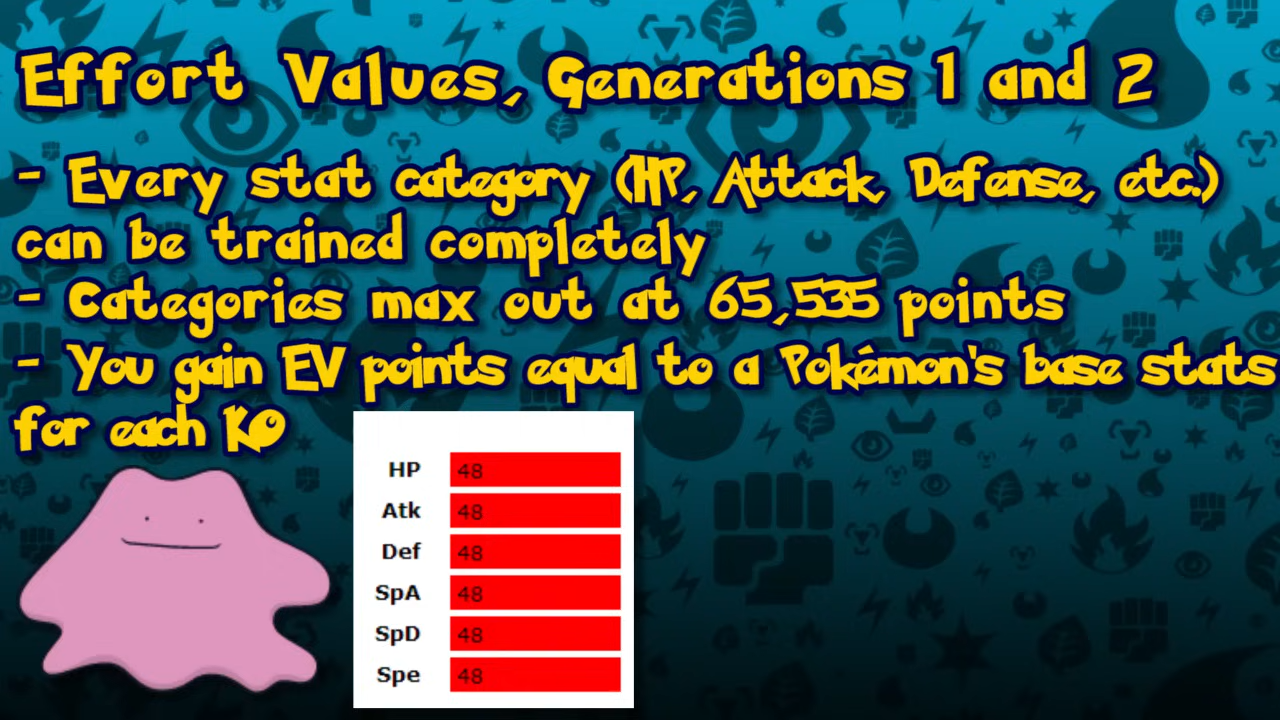 Effort Values, Generations 1 and 2
- Every stat category (HP, Attack, Defense, etc.)
can be trained completely
- Categories max out at 65,535 points
- You gain EV points equal to a Pokémon's base stats
for each KO
HP 48
Atk 48
Def 48
SpA 48
SpD 48
Spe 48